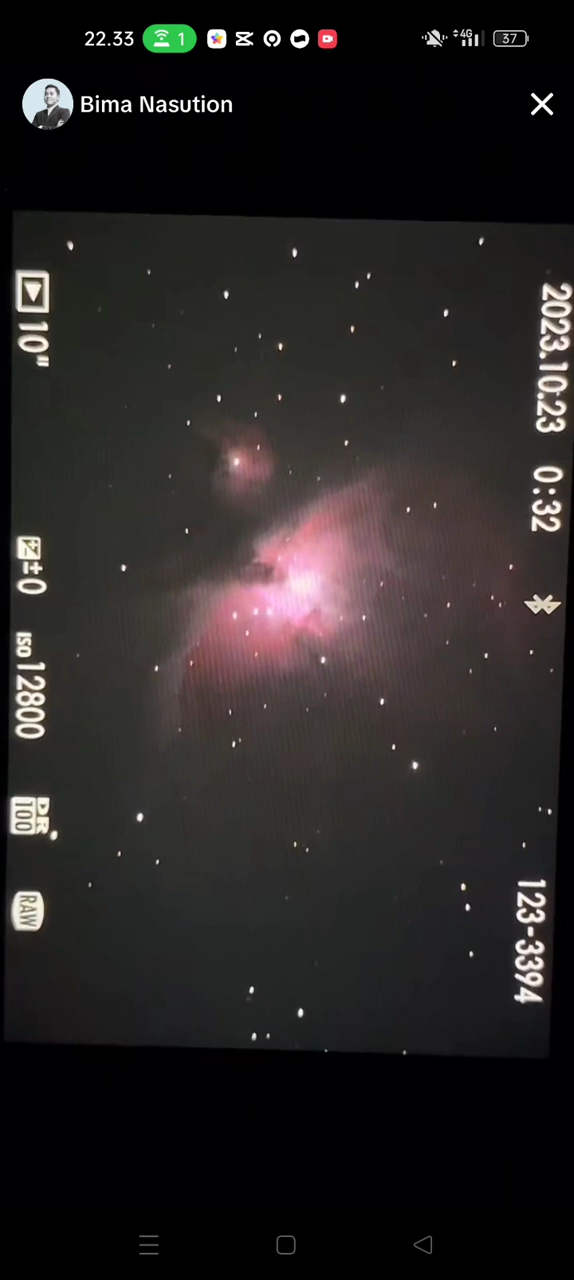 22.33
1
4G
37
Bima Nasution
2023.10.23 0:32
10"
±0
ISO 12800
DR
100
RAW
123-3394